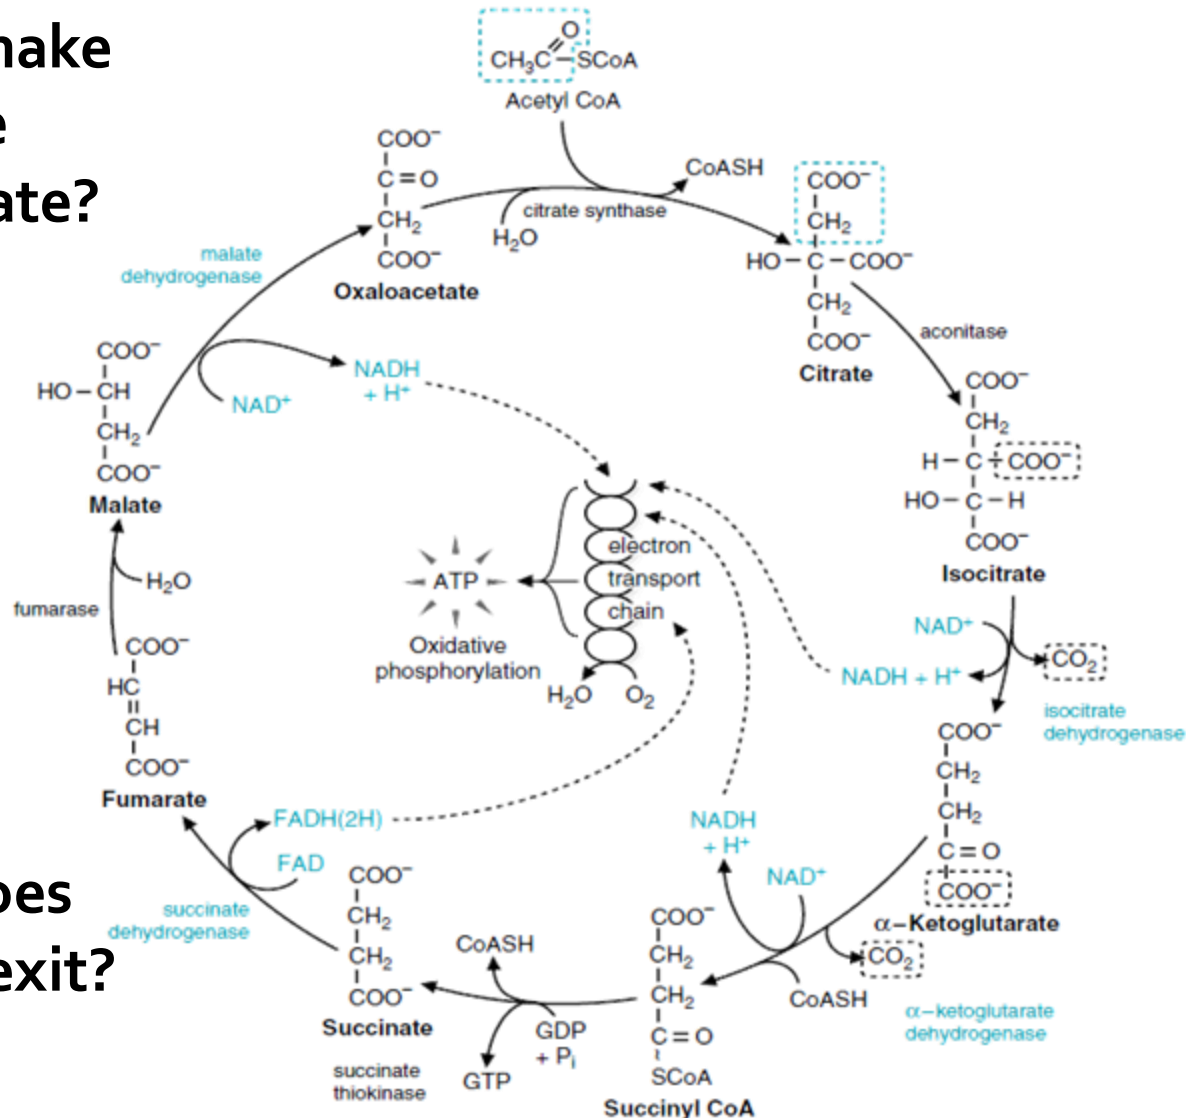 make
e
ate?
oes
exit?
O
CH₃C–SCoA
Acetyl CoA
COO⁻
C=O
CH₂
COO⁻
Oxaloacetate
H₂O
citrate synthase
CoASH
COO⁻
CH₂
HO–C–COO⁻
CH₂
COO⁻
Citrate
aconitase
COO⁻
CH₂
H–C–COO⁻
HO–C–H
COO⁻
Isocitrate
NAD⁺
NADH + H⁺
CO₂
isocitrate
dehydrogenase
COO⁻
CH₂
CH₂
C=O
COO⁻
α–Ketoglutarate
NADH
+ H⁺
NAD⁺
CO₂
CoASH
α–ketoglutarate
dehydrogenase
COO⁻
CH₂
CH₂
C=O
SCoA
Succinyl CoA
CoASH
GDP
+ Pᵢ
GTP
succinate
thiokinase
COO⁻
CH₂
CH₂
COO⁻
Succinate
FADH(2H)
FAD
succinate
dehydrogenase
COO⁻
HC
CH
COO⁻
Fumarate
H₂O
fumarase
COO⁻
HO–CH
CH₂
COO⁻
Malate
malate
dehydrogenase
NAD⁺
NADH
+ H⁺
electron
transport
chain
ATP
Oxidative
phosphorylation
H₂O
O₂